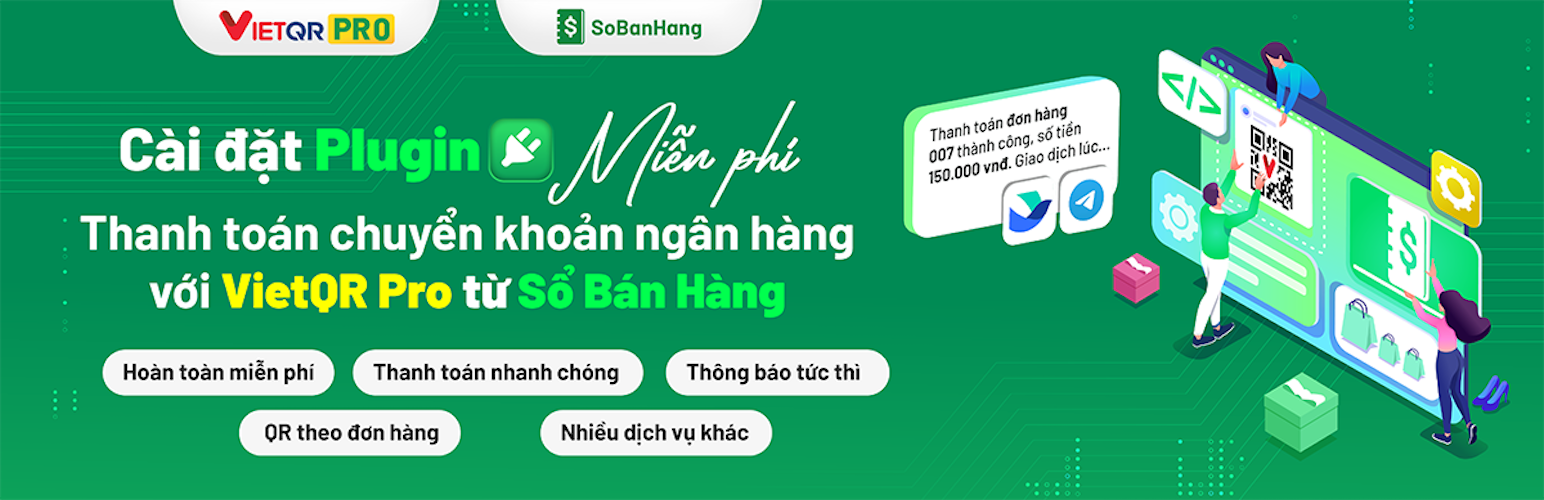 VIETQR PRO
SoBanHang
Cài đặt Plugin Miễn phí
Thanh toán chuyển khoản ngân hàng
với VietQR Pro từ Sổ Bán Hàng
Hoàn toàn miễn phí
Thanh toán nhanh chóng
Thông báo tức thì
QR theo đơn hàng
Nhiều dịch vụ khác
Thanh toán đơn hàng
007 thành công, số tiền
150.000 vnđ. Giao dịch lúc...